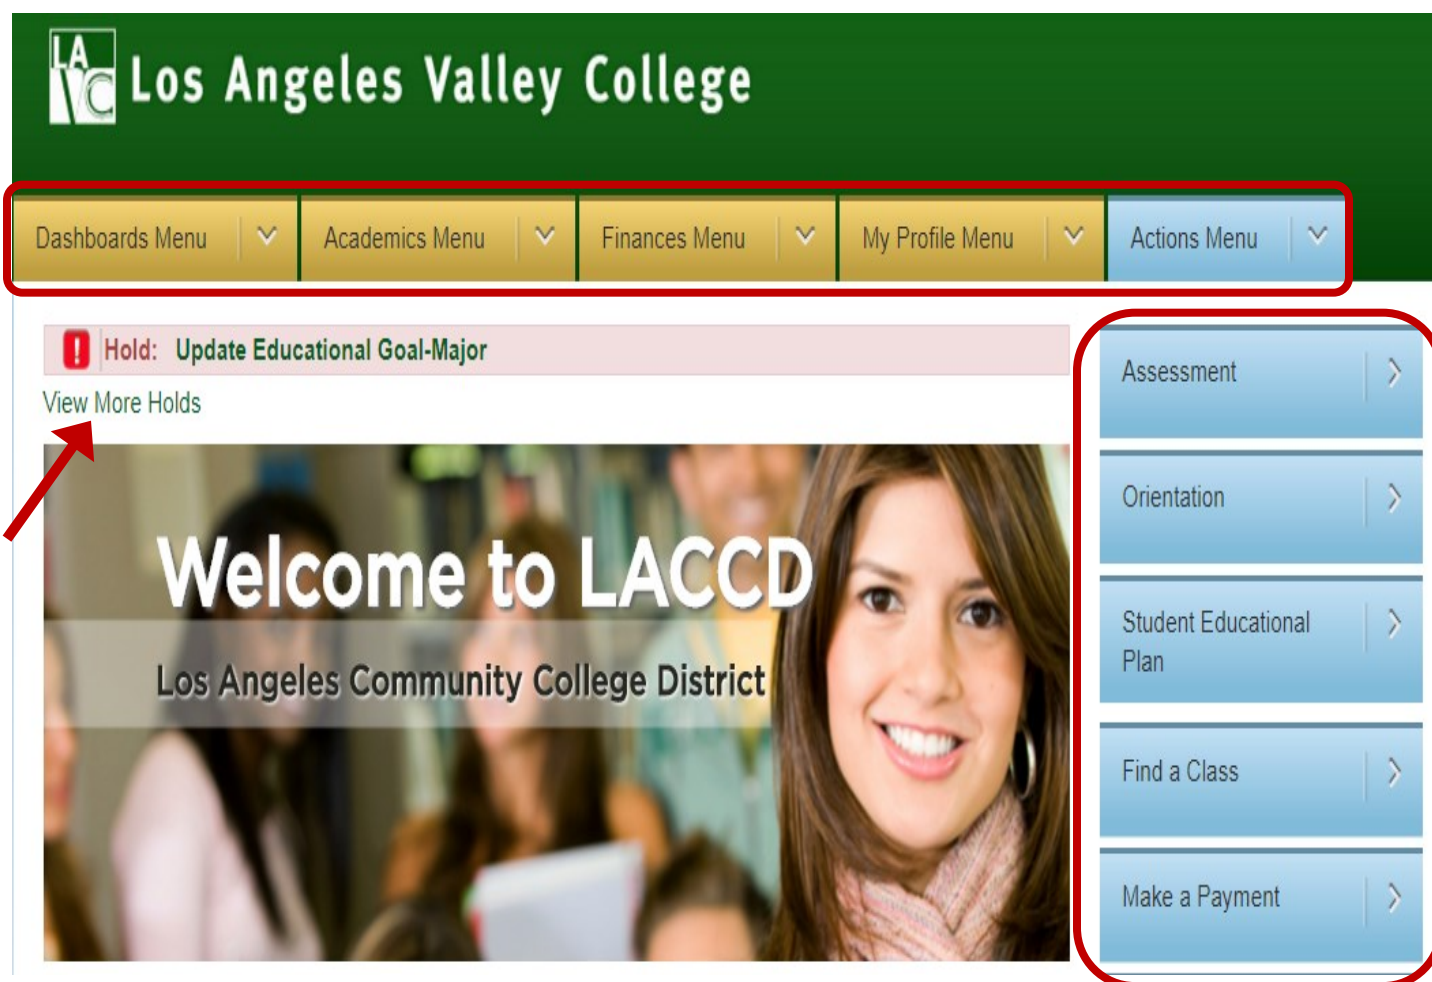 LA
VC
Los Angeles Valley College
Dashboards Menu
Academics Menu
Finances Menu
My Profile Menu
Actions Menu
! Hold: Update Educational Goal-Major
View More Holds
Welcome to LACCD
Los Angeles Community College District
Assessment
Orientation
Student Educational
Plan
Find a Class
Make a Payment